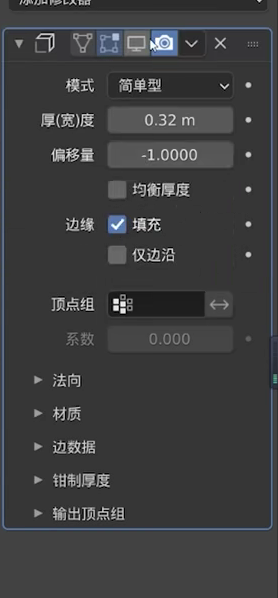 添加修改器
模式 简单型
厚(宽)度 0.32 m
偏移量 -1.0000
均衡厚度
边缘 填充
仅边沿
顶点组
系数 0.000
法向
材质
边数据
钳制厚度
输出顶点组